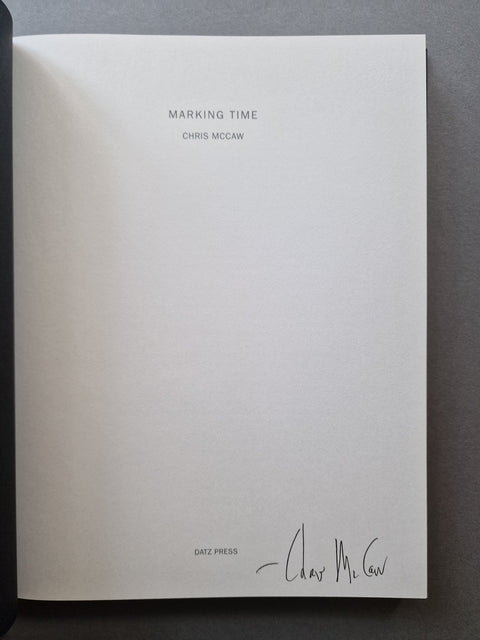 MARKING TIME
CHRIS MCCAW
DATZ PRESS
– Chris McCaw